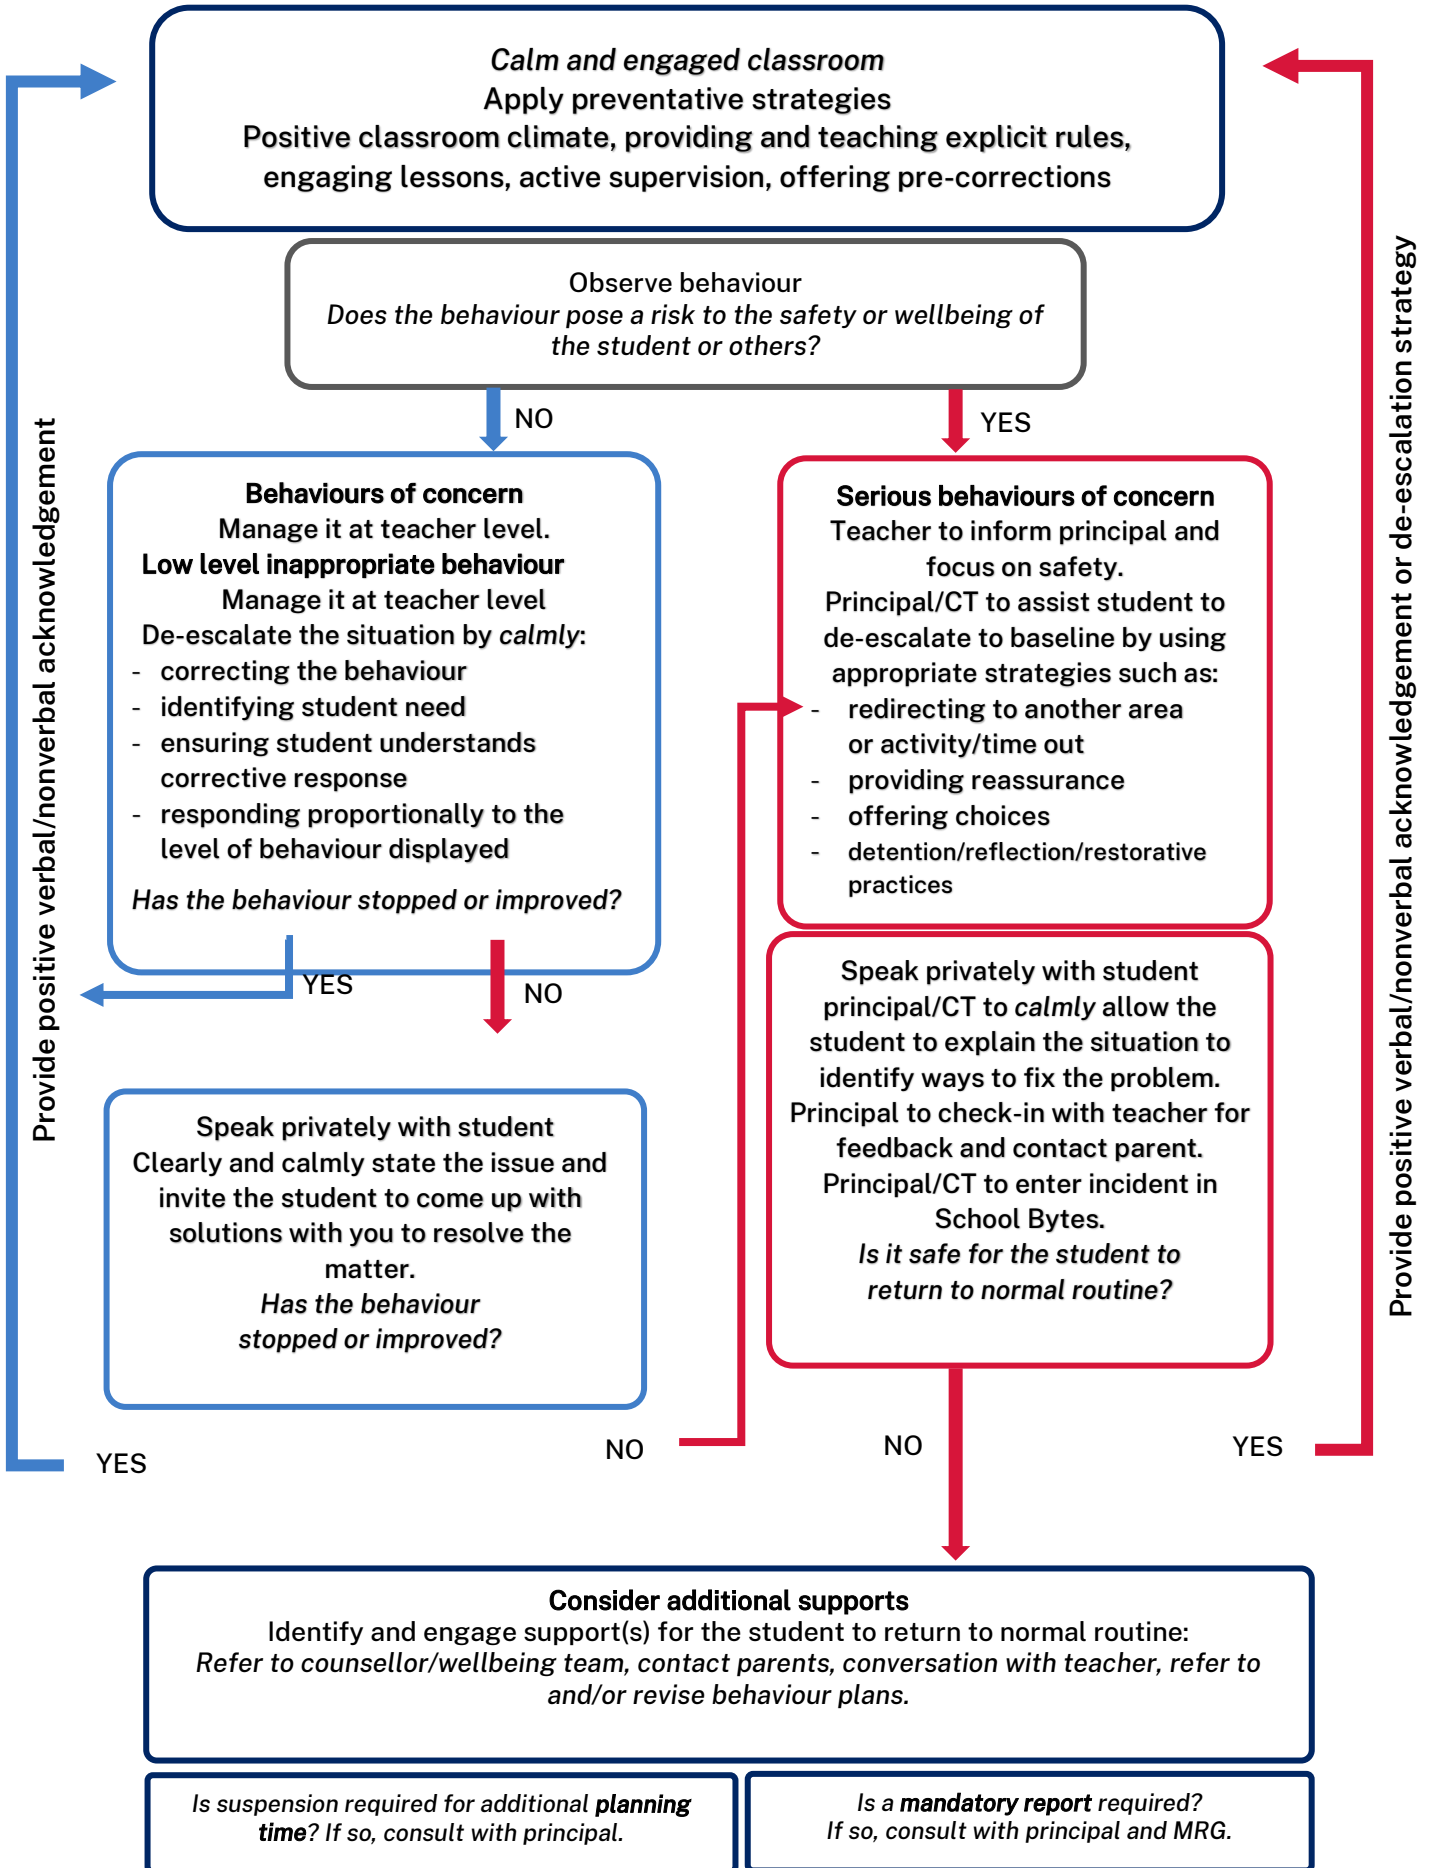 Calm and engaged classroom
Apply preventative strategies
Positive classroom climate, providing and teaching explicit rules,
engaging lessons, active supervision, offering pre-corrections
Observe behaviour
Does the behaviour pose a risk to the safety or wellbeing of
the student or others?
NO
YES
Provide positive verbal/nonverbal acknowledgement
Behaviours of concern
Manage it at teacher level.
Low level inappropriate behaviour
Manage it at teacher level
De-escalate the situation by calmly:
- correcting the behaviour
- identifying student need
- ensuring student understands
corrective response
- responding proportionally to the
level of behaviour displayed
Has the behaviour stopped or improved?
YES
NO
Speak privately with student
Clearly and calmly state the issue and
invite the student to come up with
solutions with you to resolve the
matter.
Has the behaviour
stopped or improved?
YES
NO
Serious behaviours of concern
Teacher to inform principal and
focus on safety.
Principal/CT to assist student to
de-escalate to baseline by using
appropriate strategies such as:
- redirecting to another area
or activity/time out
- providing reassurance
- offering choices
- detention/reflection/restorative
practices
Speak privately with student
principal/CT to calmly allow the
student to explain the situation to
identify ways to fix the problem.
Principal to check-in with teacher for
feedback and contact parent.
Principal/CT to enter incident in
School Bytes.
Is it safe for the student to
return to normal routine?
NO
YES
Provide positive verbal/nonverbal acknowledgement or de-escalation strategy
Consider additional supports
Identify and engage support(s) for the student to return to normal routine:
Refer to counsellor/wellbeing team, contact parents, conversation with teacher, refer to
and/or revise behaviour plans.
Is suspension required for additional planning
time? If so, consult with principal.
Is a mandatory report required?
If so, consult with principal and MRG.